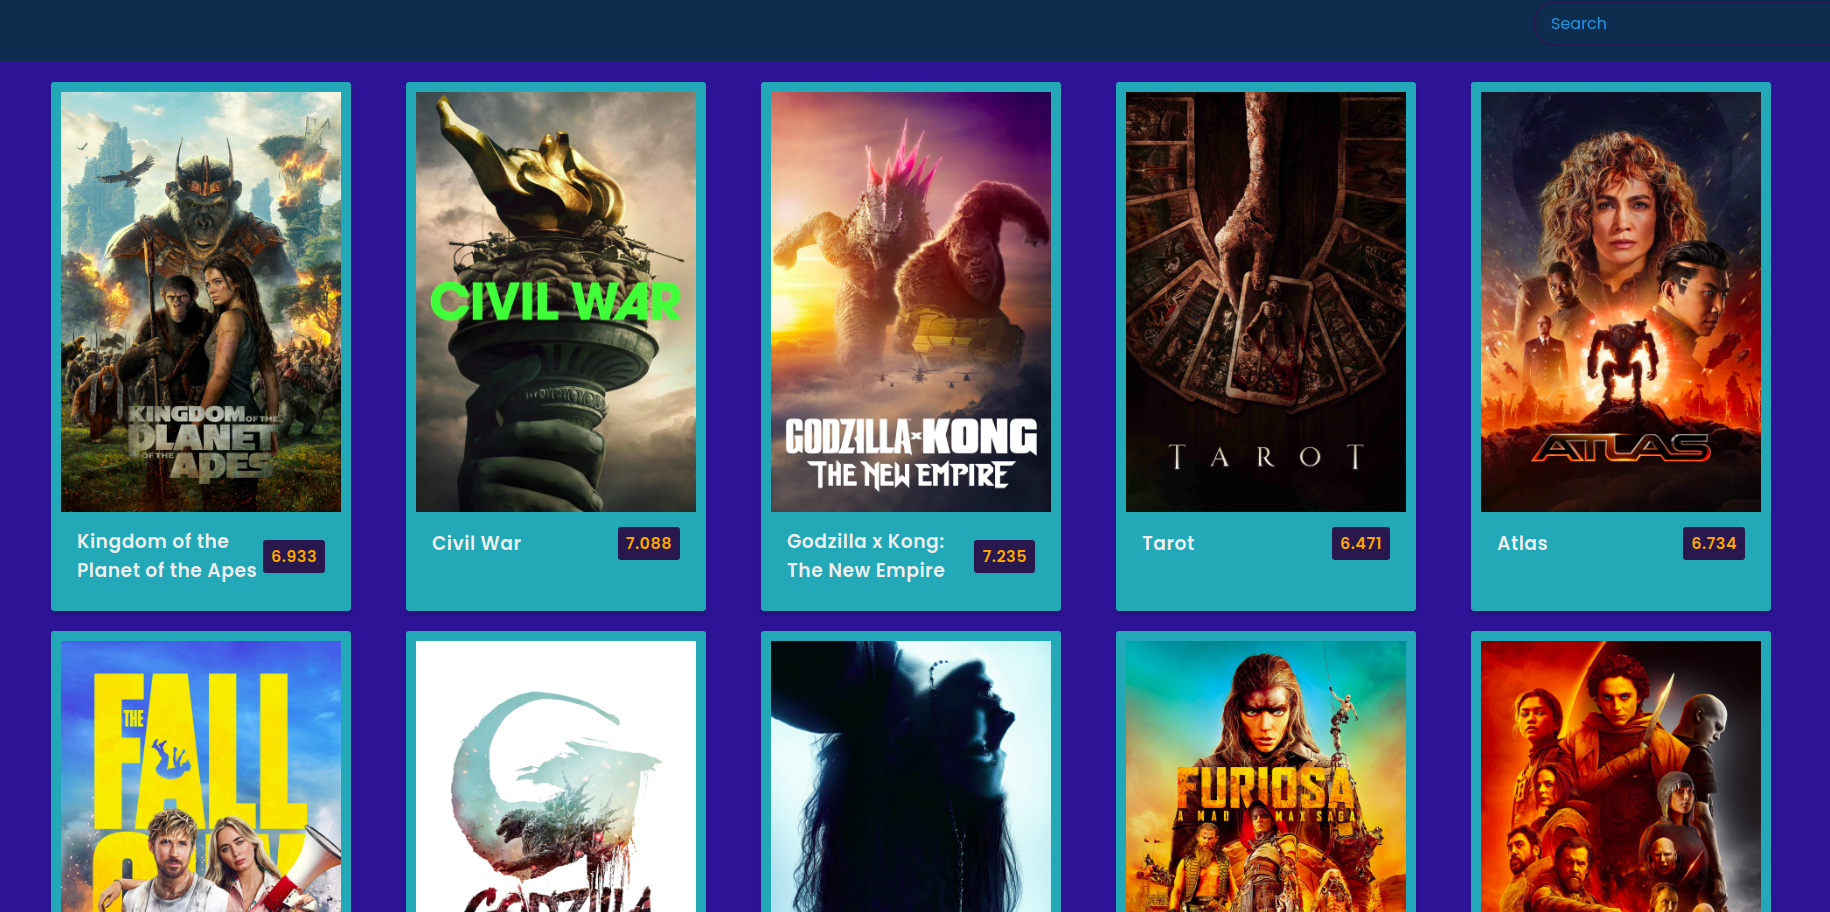 Search
KINGDOM OF THE
PLANET
OF THE APES
CIVIL WAR
GODZILLA x KONG
THE NEW EMPIRE
TAROT
ATLAS
Kingdom of the
Planet of the Apes
6.933
Civil War
7.088
Godzilla x Kong:
The New Empire
7.235
Tarot
6.471
Atlas
6.734
THE
FALL
GODZILLA
FURIOSA
A MAD MAX SAGA